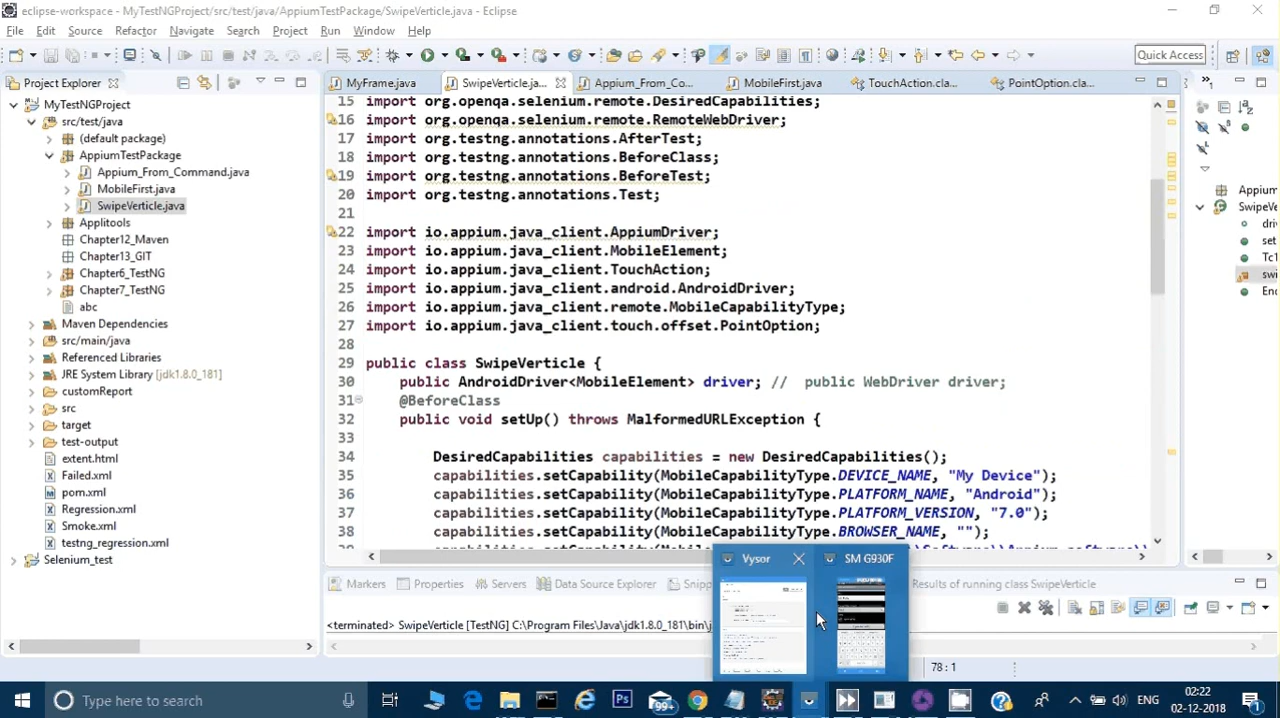 eclipse-workspace - MyTestNGProject/src/test/java/AppiumTestPackage/SwipeVerticle.java - Eclipse
File Edit Source Refactor Navigate Search Project Run Window Help
Quick Access
Project Explorer
MyFrame.java
SwipeVerticle.ja...
Appium_From_Co...
MobileFirst.java
TouchAction.cla...
PointOption.cla...
MyTestNGProject
src/test/java
(default package)
AppiumTestPackage
Appium_From_Command.java
MobileFirst.java
SwipeVerticle.java
Applitools
Chapter12_Maven
Chapter13_GIT
Chapter6_TestNG
Chapter7_TestNG
abc
Maven Dependencies
src/main/java
Referenced Libraries
JRE System Library [jdk1.8.0_181]
customReport
src
target
test-output
extent.html
Failed.xml
pom.xml
Regression.xml
Smoke.xml
testng_regression.xml
Selenium_test
15 import org.openqa.selenium.remote.DesiredCapabilities;
16 import org.openqa.selenium.remote.RemoteWebDriver;
17 import org.testng.annotations.AfterTest;
18 import org.testng.annotations.BeforeClass;
19 import org.testng.annotations.BeforeTest;
20 import org.testng.annotations.Test;
21
22 import io.appium.java_client.AppiumDriver;
23 import io.appium.java_client.MobileElement;
24 import io.appium.java_client.TouchAction;
25 import io.appium.java_client.android.AndroidDriver;
26 import io.appium.java_client.remote.MobileCapabilityType;
27 import io.appium.java_client.touch.offset.PointOption;
28
29 public class SwipeVerticle {
30 public AndroidDriver<MobileElement> driver; // public WebDriver driver;
31 @BeforeClass
32 public void setUp() throws MalformedURLException {
33
34 DesiredCapabilities capabilities = new DesiredCapabilities();
35 capabilities.setCapability(MobileCapabilityType.DEVICE_NAME, "My Device");
36 capabilities.setCapability(MobileCapabilityType.PLATFORM_NAME, "Android");
37 capabilities.setCapability(MobileCapabilityType.PLATFORM_VERSION, "7.0");
38 capabilities.setCapability(MobileCapabilityType.BROWSER_NAME, "");
Appium
SwipeVe
dri
set
Tc1
swi
En
Vysor
SM G930F
Markers Properties Servers Data Source Explorer Snipp
Results of running class SwipeVerticle
<terminated> SwipeVerticle [TestNG] C:\Program Files\Java\jdk1.8.0_181\bin\j
78 : 1
Type here to search
99+
ENG
02:22
02-12-2018
1